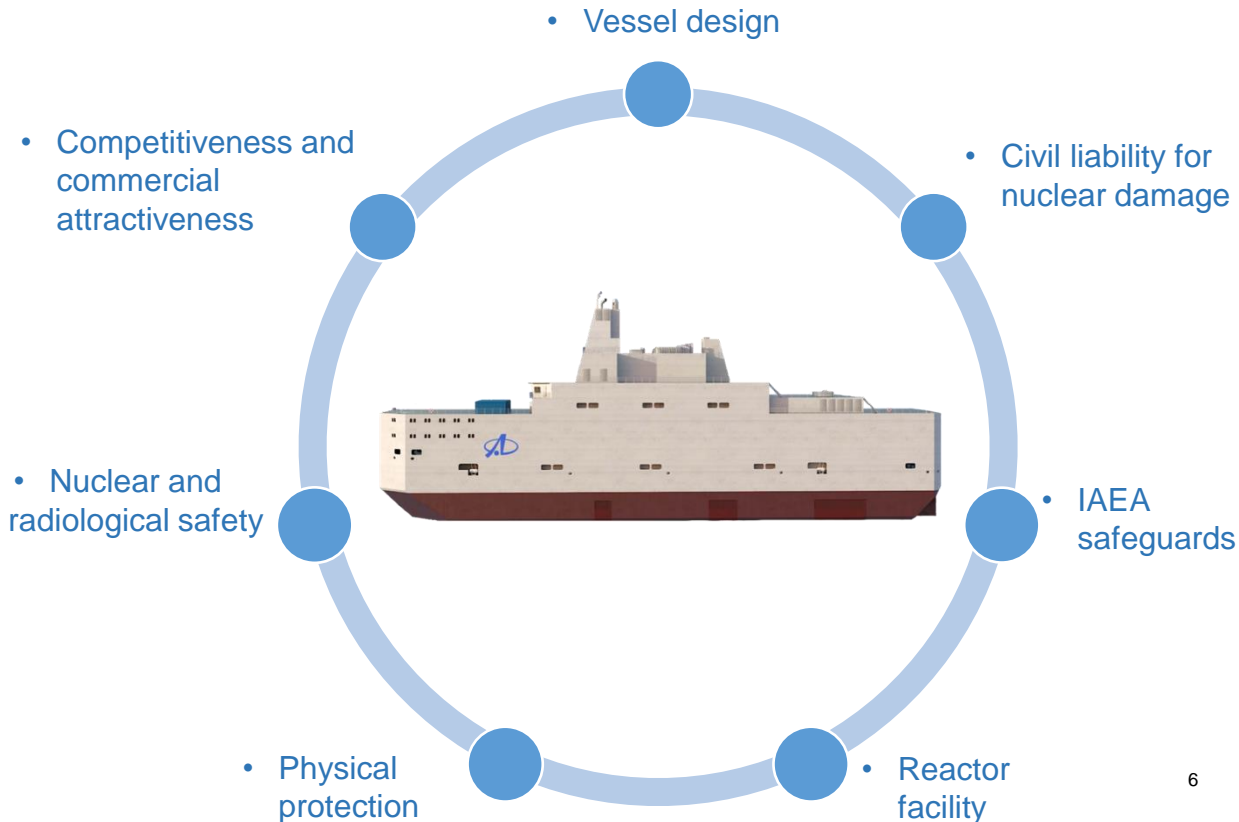 • Vessel design
• Competitiveness and
commercial
attractiveness
• Civil liability for
nuclear damage
• Nuclear and
radiological safety
• IAEA
safeguards
• Physical
protection
• Reactor
facility
6